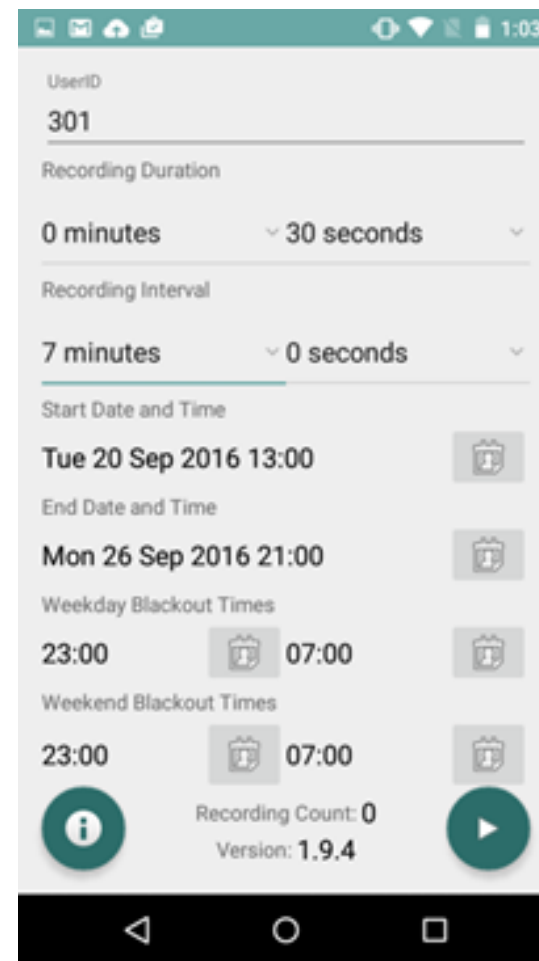 1:03
UserID
301
Recording Duration
0 minutes 30 seconds
Recording Interval
7 minutes 0 seconds
Start Date and Time
Tue 20 Sep 2016 13:00
End Date and Time
Mon 26 Sep 2016 21:00
Weekday Blackout Times
23:00 07:00
Weekend Blackout Times
23:00 07:00
Recording Count: 0
Version: 1.9.4